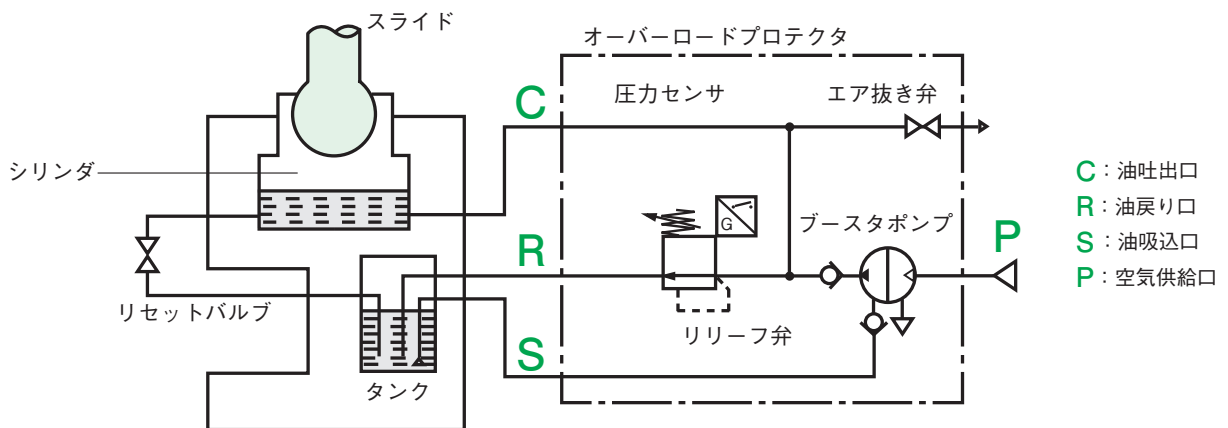 スライド
オーバーロードプロテクタ
圧力センサ
エア抜き弁
C
シリンダ
G
ブースタポンプ
R
P
リセットバルブ
リリーフ弁
S
タンク
C：油吐出口
R：油戻り口
S：油吸込口
P：空気供給口